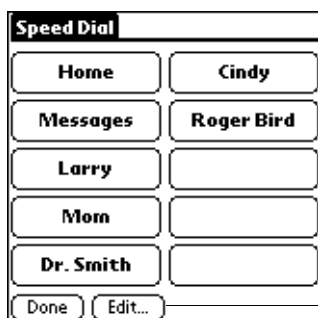 Speed Dial
Home
Cindy
Messages
Roger Bird
Larry
Mom
Dr. Smith
Done
Edit...